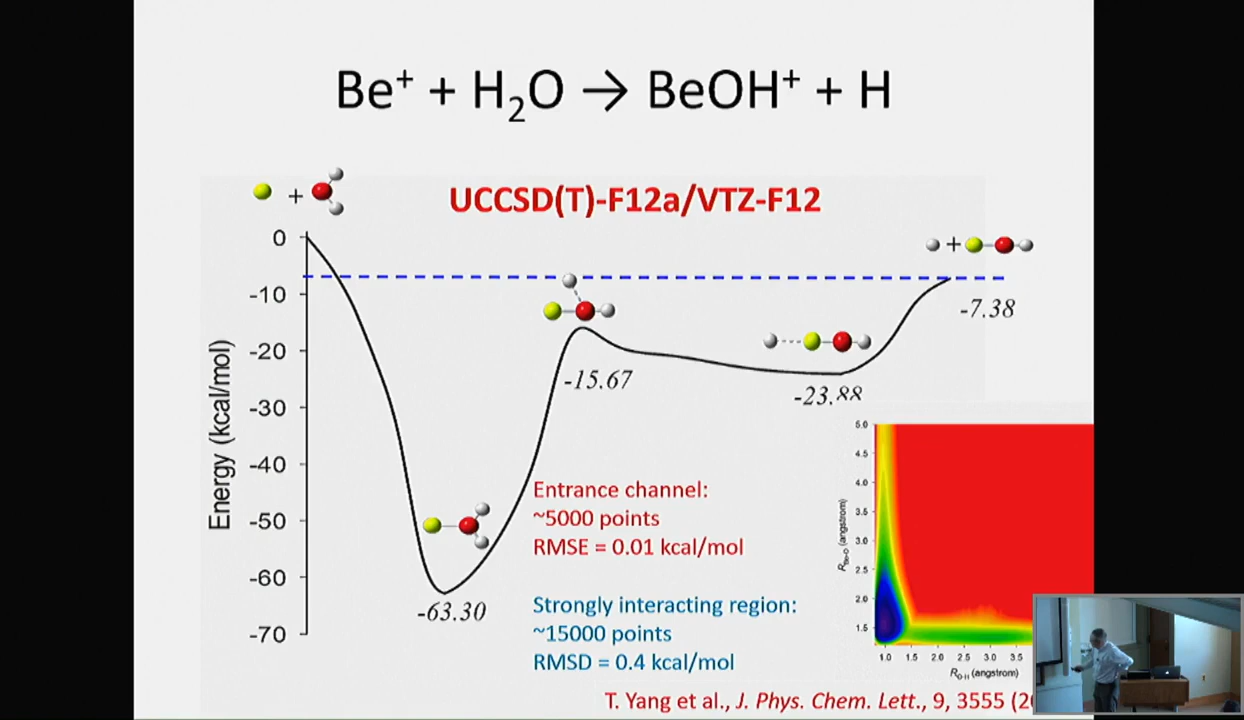 Be⁺ + H₂O → BeOH⁺ + H
UCCSD(T)-F12a/VTZ-F12
+
+
0
-10
-20
-30
-40
-50
-60
-70
Energy (kcal/mol)
-7.38
-15.67
-23.88
-63.30
Entrance channel:
~5000 points
RMSE = 0.01 kcal/mol
Strongly interacting region:
~15000 points
RMSD = 0.4 kcal/mol
5.0
4.5
4.0
3.5
3.0
2.5
2.0
1.5
R_Be-O (angstrom)
1.0 1.5 2.0 2.5 3.0 3.5
R_O-H (angstrom)
T. Yang et al., J. Phys. Chem. Lett., 9, 3555